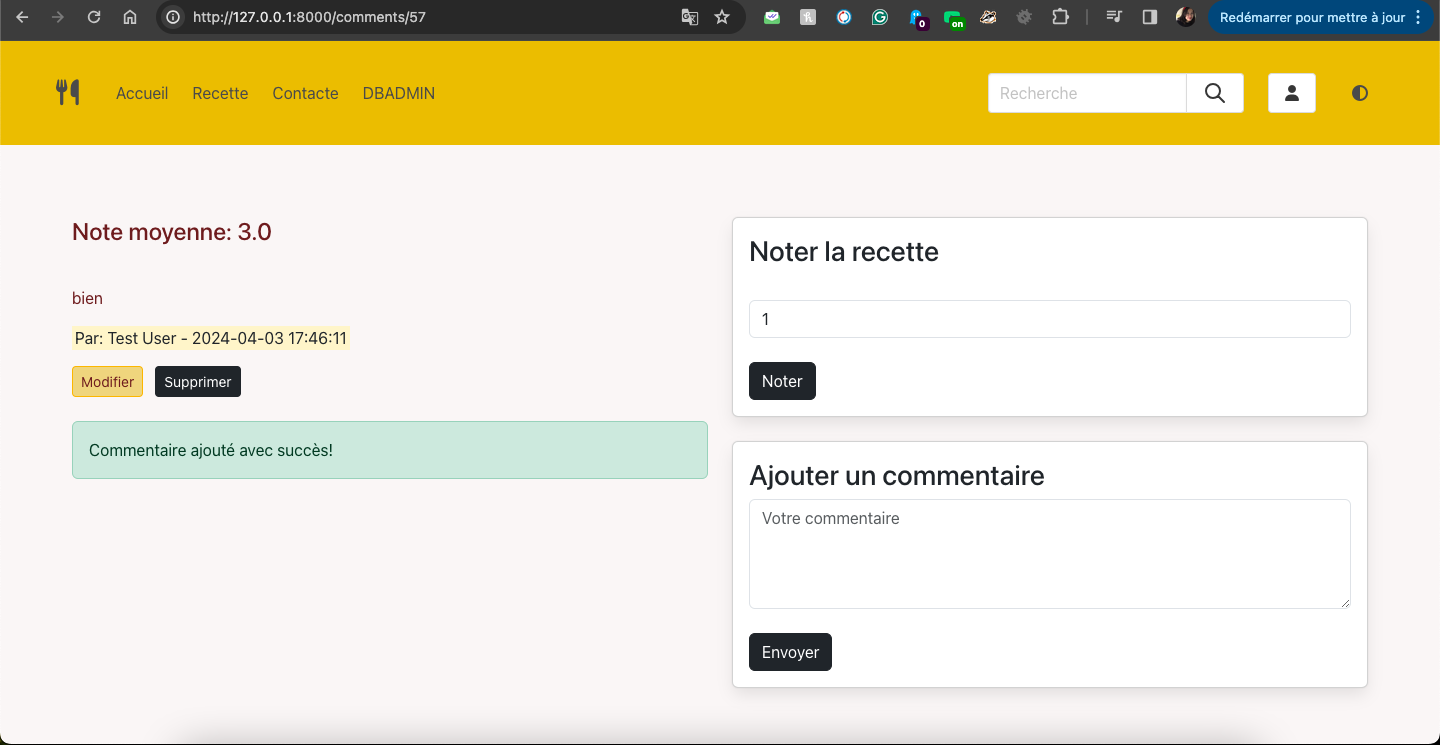 http://127.0.0.1:8000/comments/57
0
on
Redémarrer pour mettre à jour
Accueil
Recette
Contacte
DBADMIN
Recherche
Note moyenne: 3.0
bien
Par: Test User - 2024-04-03 17:46:11
Modifier
Supprimer
Commentaire ajouté avec succès!
Noter la recette
1
Noter
Ajouter un commentaire
Votre commentaire
Envoyer